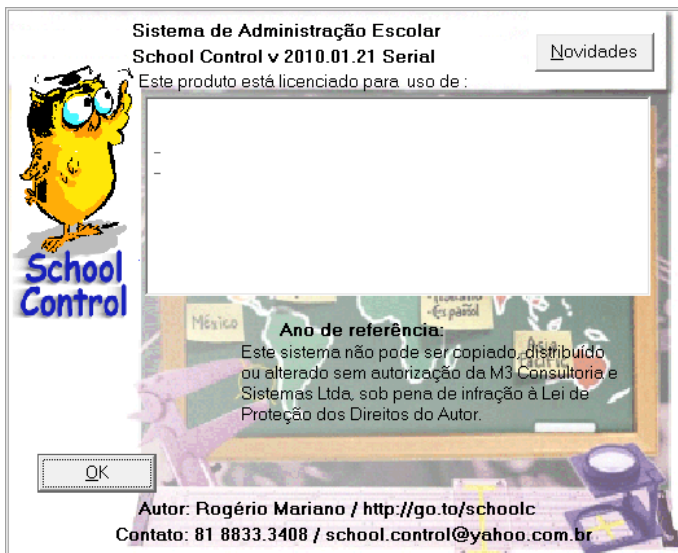 Sistema de Administração Escolar
School Control v 2010.01.21 Serial
Novidades
Este produto está licenciado para uso de :
–
–
School
Control
México
-Español
Ano de referência:
Asia
Este sistema não pode ser copiado, distribuído
ou alterado sem autorização da M3 Consultoria e
Sistemas Ltda, sob pena de infração à Lei de
Proteção dos Direitos do Autor.
OK
Autor: Rogério Mariano / http://go.to/schoolc
Contato: 81 8833.3408 / school.control@yahoo.com.br